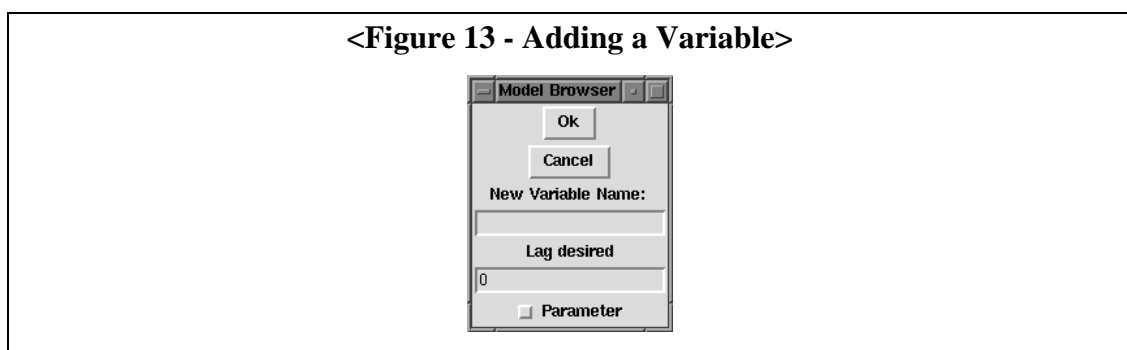 <Figure 13 - Adding a Variable>
Model Browser
Ok
Cancel
New Variable Name:
Lag desired
0
Parameter